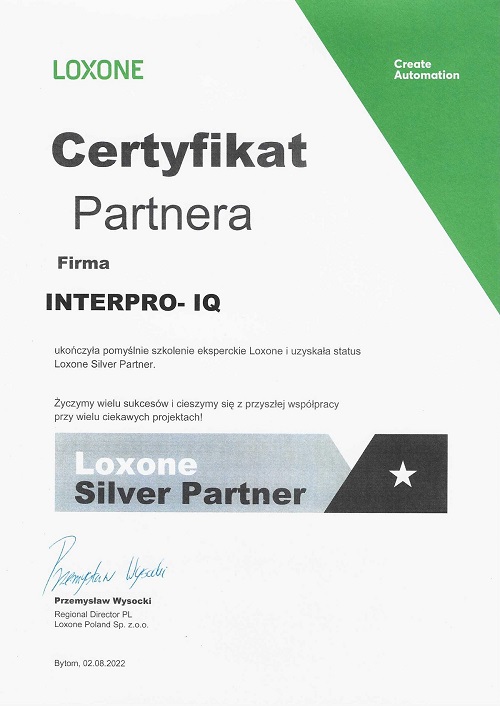 LOXONE
Create
Automation
Certyfikat
Partnera
Firma
INTERPRO- IQ
ukończyła pomyślnie szkolenie eksperckie Loxone i uzyskała status
Loxone Silver Partner.
Życzymy wielu sukcesów i cieszymy się z przyszłej współpracy
przy wielu ciekawych projektach!
Loxone
Silver Partner
Przemysław Wysocki
Przemysław Wysocki
Regional Director PL
Loxone Poland Sp. z.o.o.
Bytom, 02.08.2022